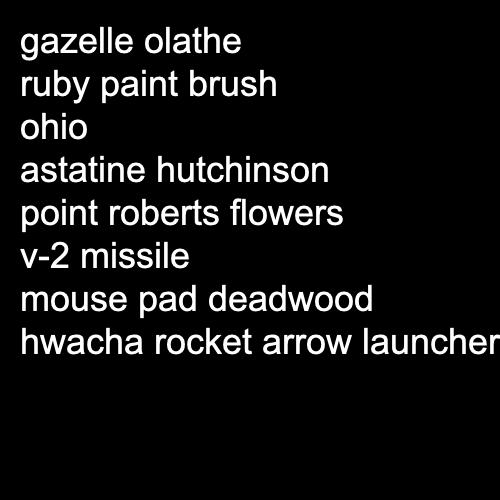 gazelle olathe
ruby paint brush
ohio
astatine hutchinson
point roberts flowers
v-2 missile
mouse pad deadwood
hwacha rocket arrow launcher